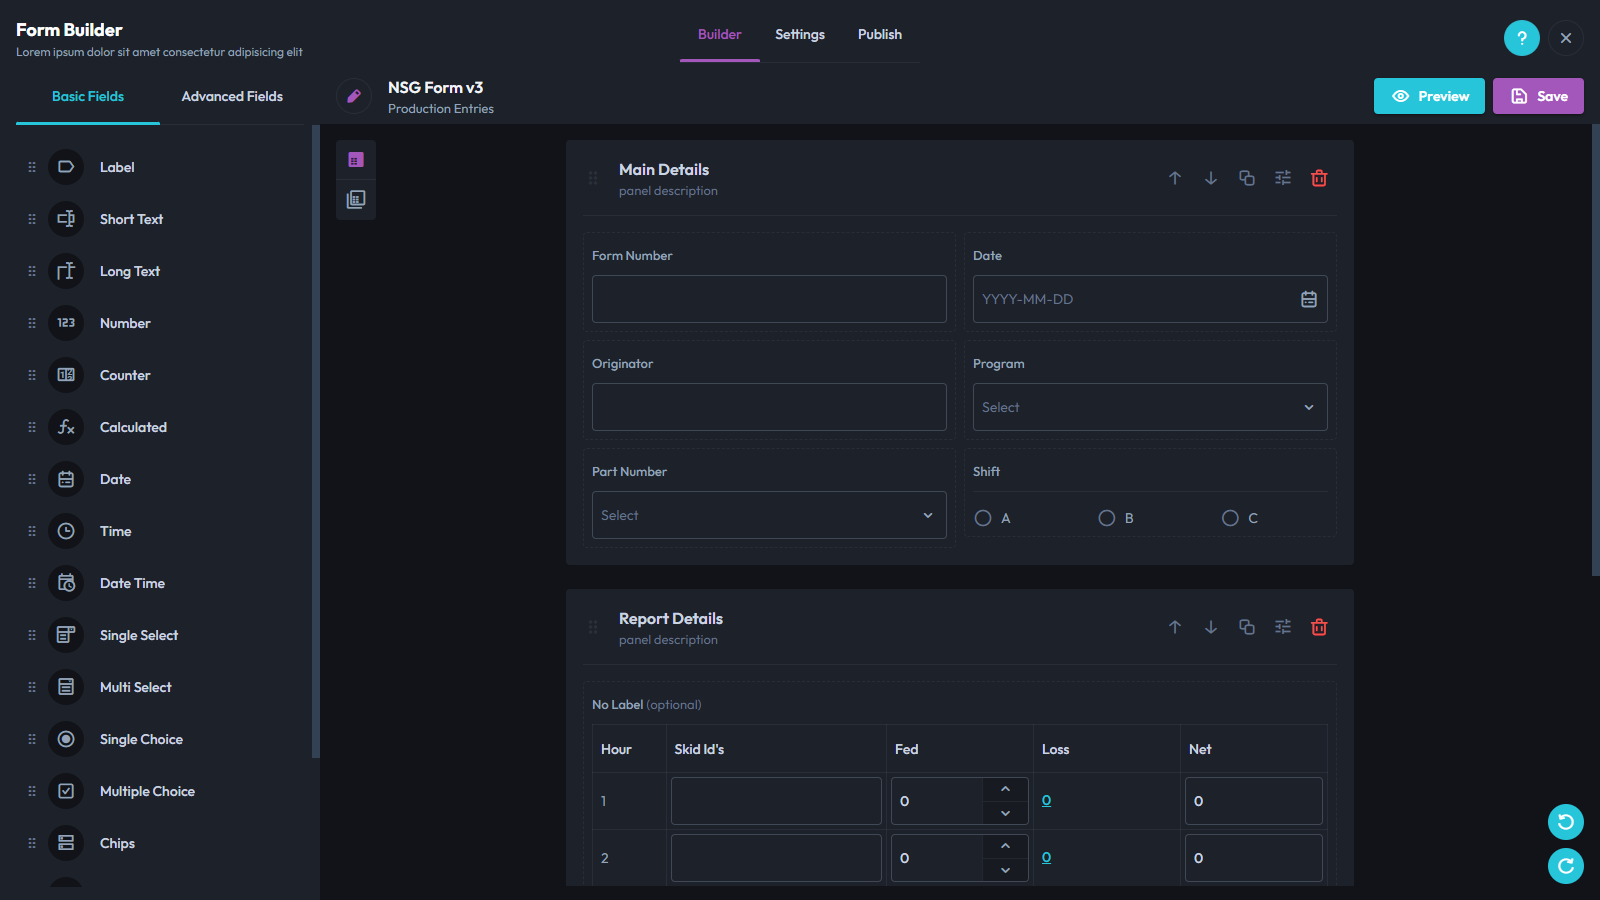 Form Builder
Lorem ipsum dolor sit amet consectetur adipisicing elit
Builder
Settings
Publish
?
Basic Fields
Advanced Fields
NSG Form v3
Production Entries
Preview
Save
Label
Short Text
Long Text
123
Number
Counter
Calculated
Date
Time
Date Time
Single Select
Multi Select
Single Choice
Multiple Choice
Chips
Main Details
panel description
Form Number
Date
YYYY-MM-DD
Originator
Program
Select
Part Number
Select
Shift
A
B
C
Report Details
panel description
No Label (optional)
Hour
Skid Id's
Fed
Loss
Net
1
0
0
0
2
0
0
0